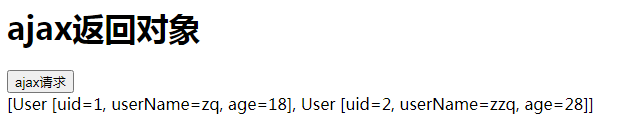 ajax返回对象
ajax请求
[User [uid=1, userName=zq, age=18], User [uid=2, userName=zzq, age=28]]